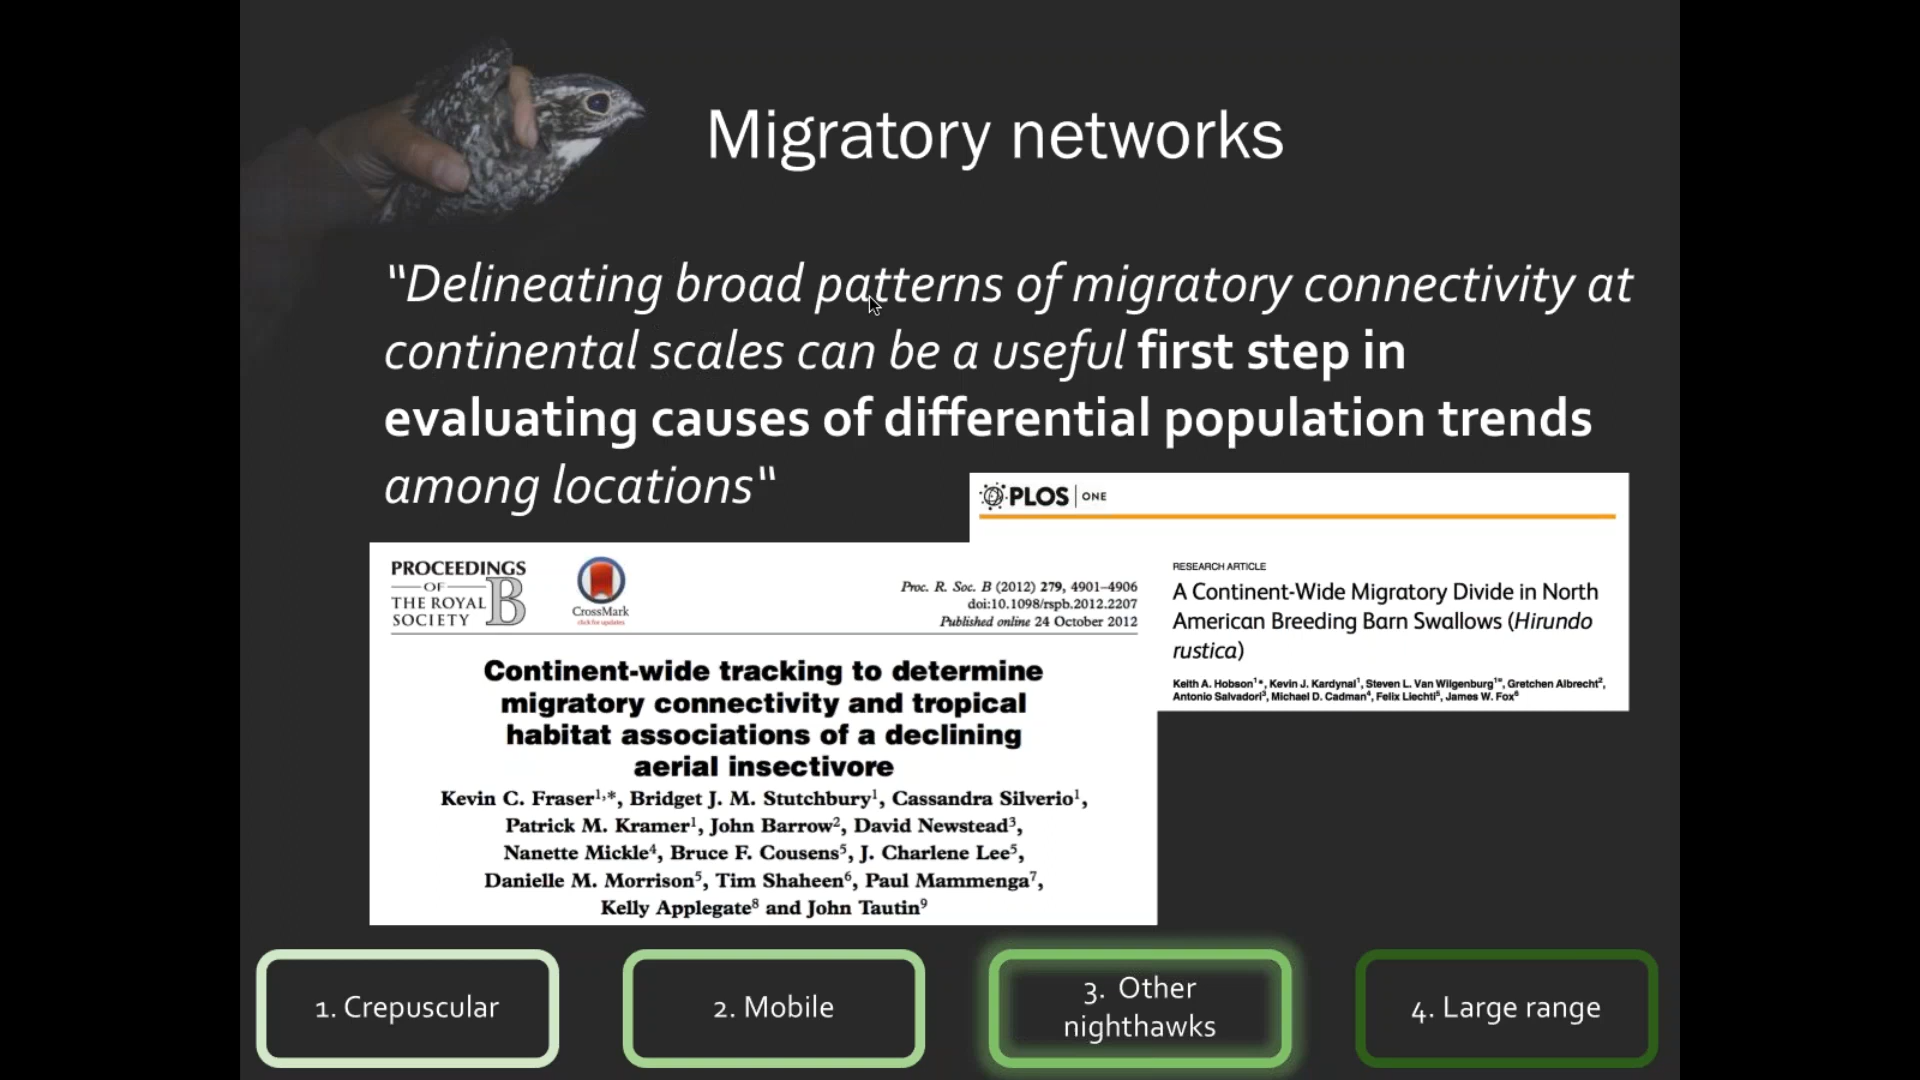 Migratory networks
"Delineating broad patterns of migratory connectivity at
continental scales can be a useful first step in
evaluating causes of differential population trends
among locations"
PLOS | ONE
RESEARCH ARTICLE
A Continent-Wide Migratory Divide in North
American Breeding Barn Swallows (Hirundo
rustica)
Keith A. Hobson¹*, Kevin J. Kardynal¹, Steven L. Van Wilgenburg¹ⁿ, Gretchen Albrecht²,
Antonio Salvadori³, Michael D. Cadman⁴, Felix Liechti⁵, James W. Fox⁶
PROCEEDINGS
OF
THE ROYAL
SOCIETY
B
CrossMark
click for updates
Proc. R. Soc. B (2012) 279, 4901–4906
doi:10.1098/rspb.2012.2207
Published online 24 October 2012
Continent-wide tracking to determine
migratory connectivity and tropical
habitat associations of a declining
aerial insectivore
Kevin C. Fraser¹,*, Bridget J. M. Stutchbury¹, Cassandra Silverio¹,
Patrick M. Kramer¹, John Barrow², David Newstead³,
Nanette Mickle⁴, Bruce F. Cousens⁵, J. Charlene Lee⁵,
Danielle M. Morrison⁵, Tim Shaheen⁶, Paul Mammenga⁷,
Kelly Applegate⁸ and John Tautin⁹
1. Crepuscular
2. Mobile
3. Other
nighthawks
4. Large range